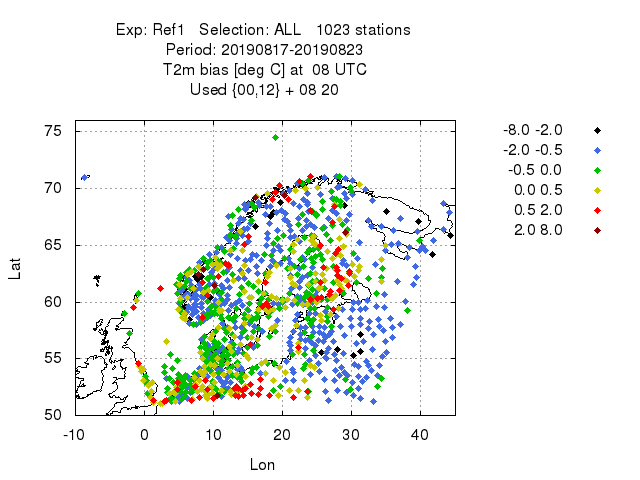 Exp: Ref1   Selection: ALL   1023 stations
Period: 20190817-20190823
T2m bias [deg C] at  08 UTC
Used {00,12} + 08 20
-8.0 -2.0
-2.0 -0.5
-0.5 0.0
0.0 0.5
0.5 2.0
2.0 8.0
75
70
65
60
55
50
Lat
-10 0 10 20 30 40
Lon